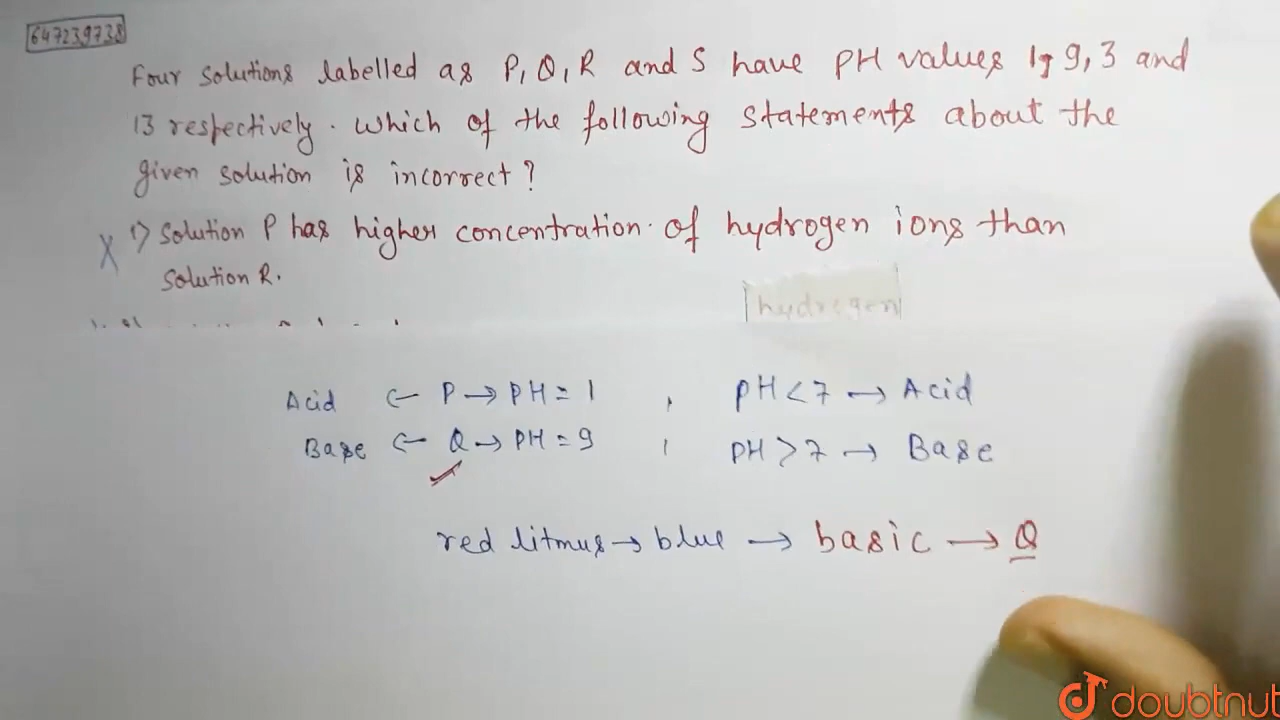 647239738
Four solutions labelled as P, Q, R and S have PH values 1, 9, 3 and
13 respectively. which of the following statements about the
given solution is incorrect?
X 1) solution P has higher concentration of hydrogen ions than
solution R.
hydrogen
Acid ← P → PH = 1 , PH < 7 → Acid
Base ← Q → PH = 9 , PH > 7 → Base
red litmus → blue → basic → Q
doubtnut